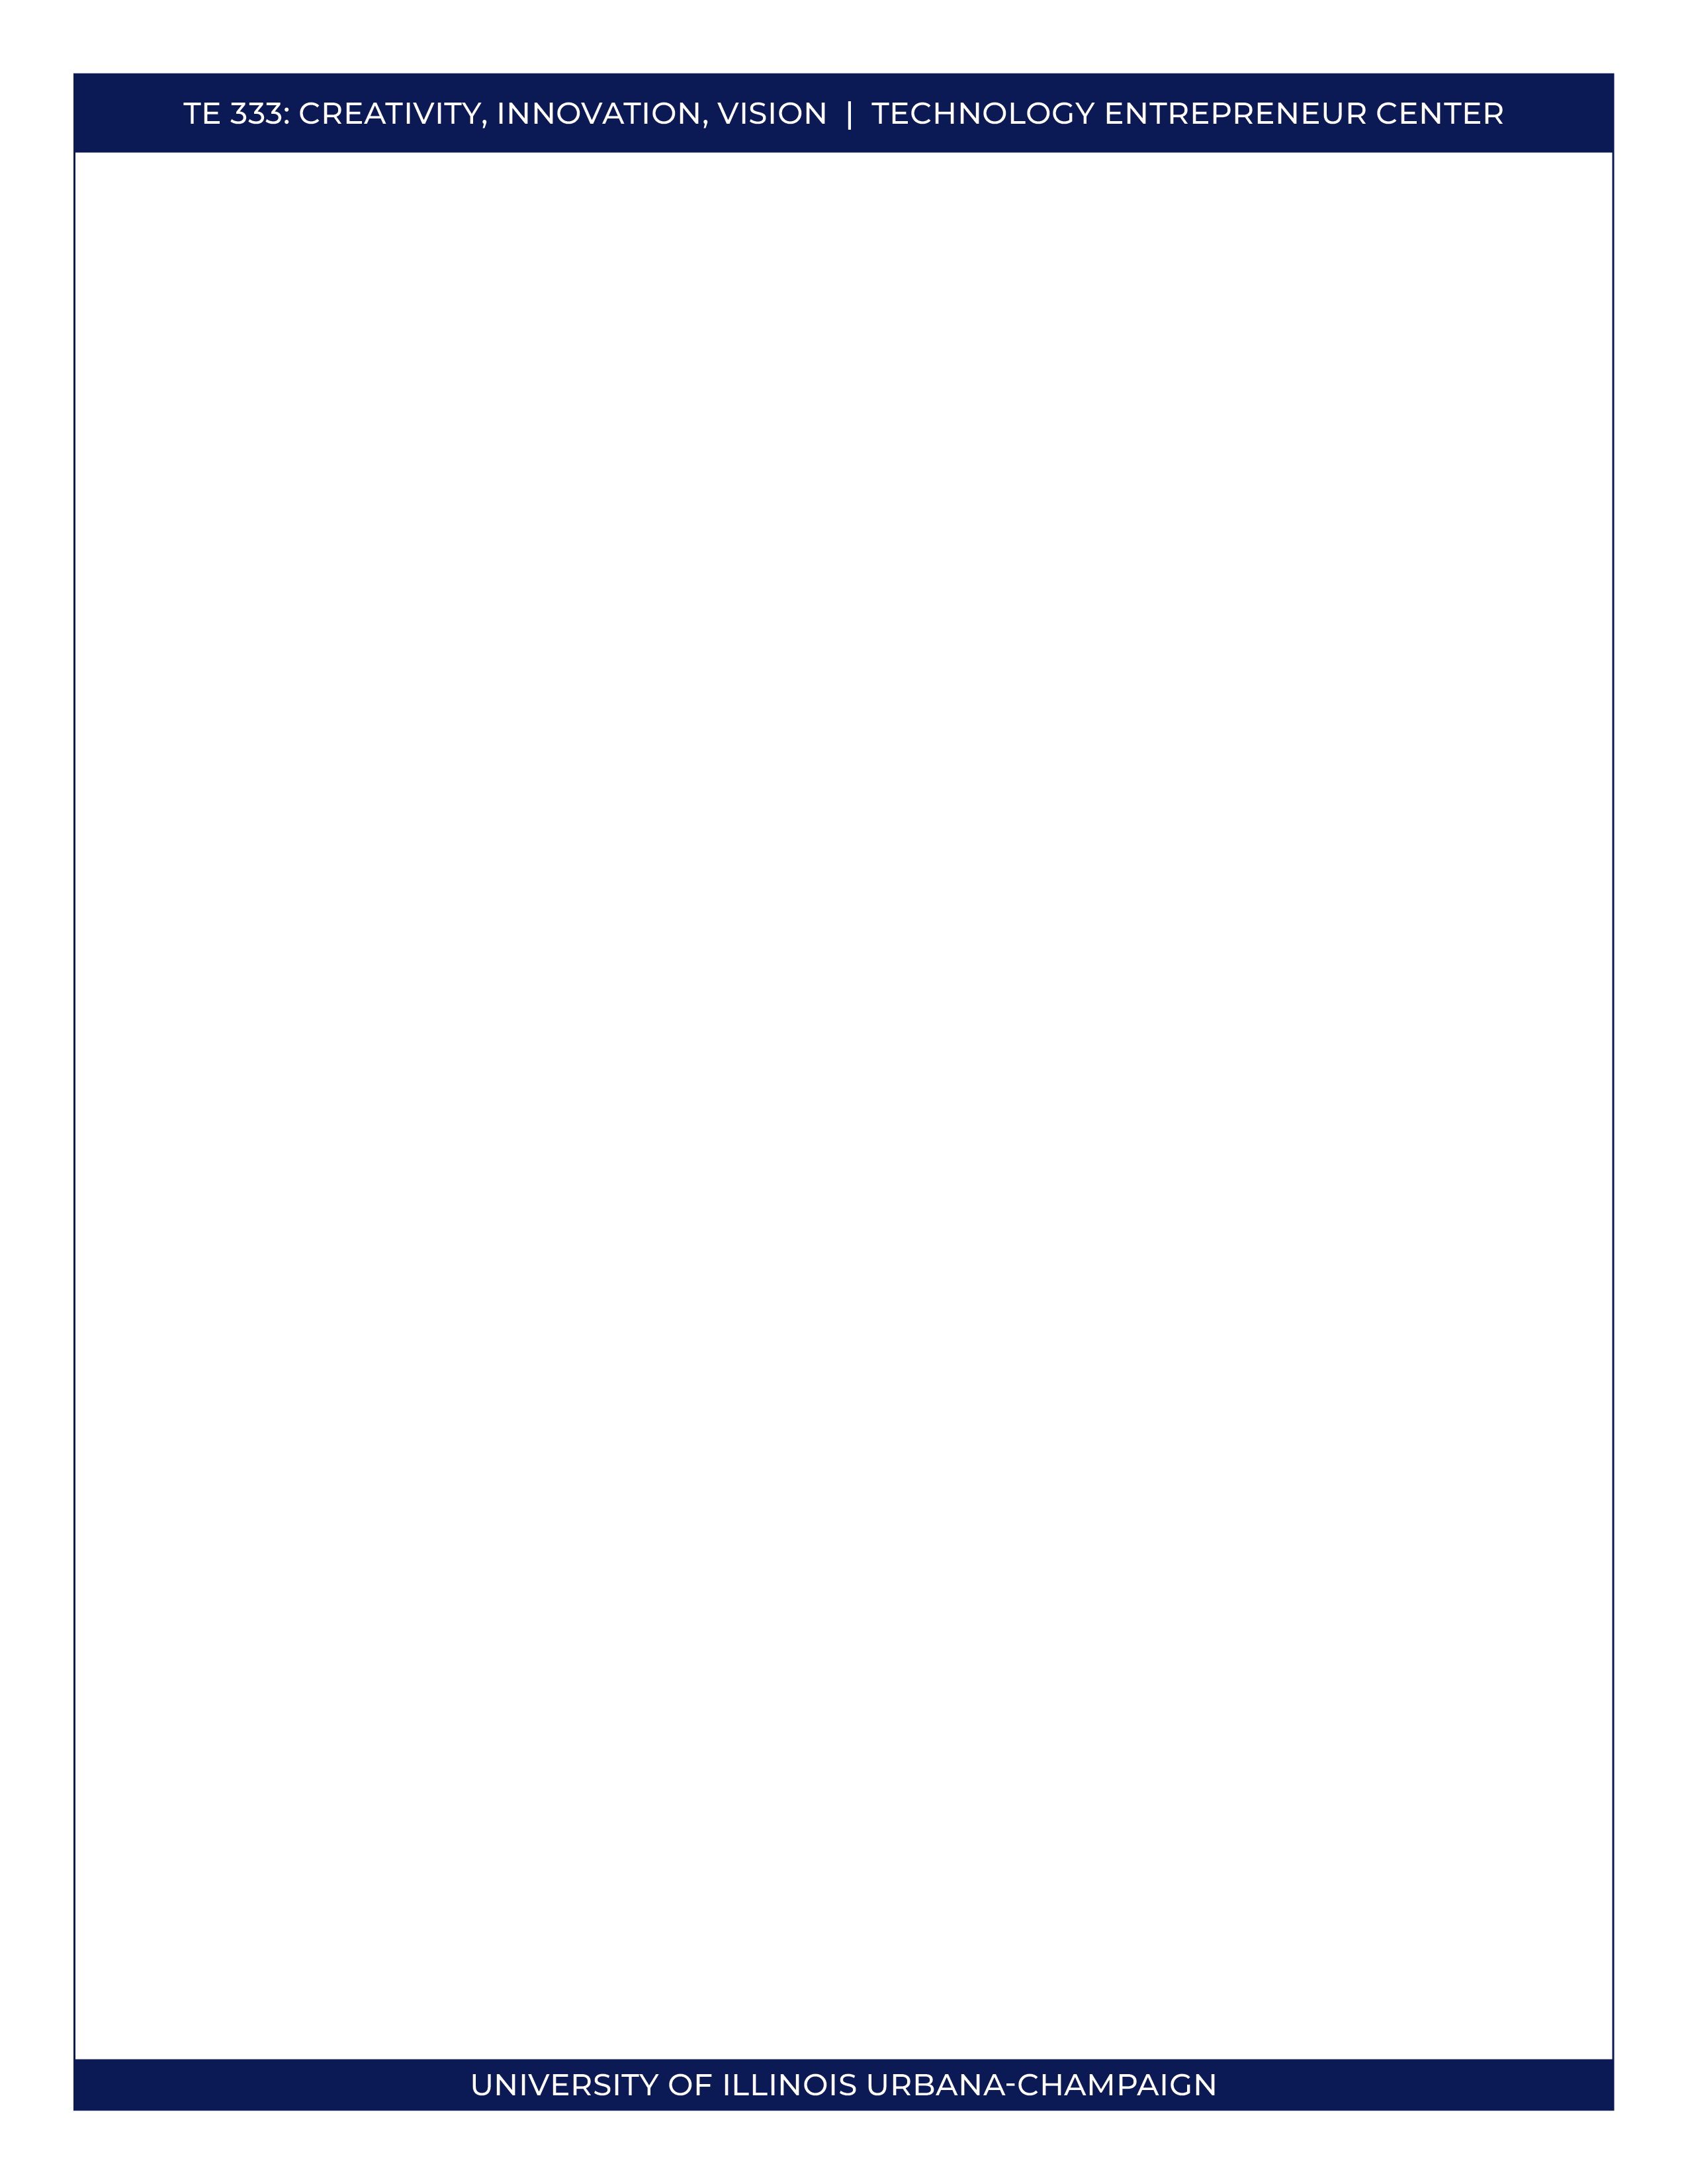 TE 333: CREATIVITY, INNOVATION, VISION | TECHNOLOGY ENTREPRENEUR CENTER
UNIVERSITY OF ILLINOIS URBANA-CHAMPAIGN